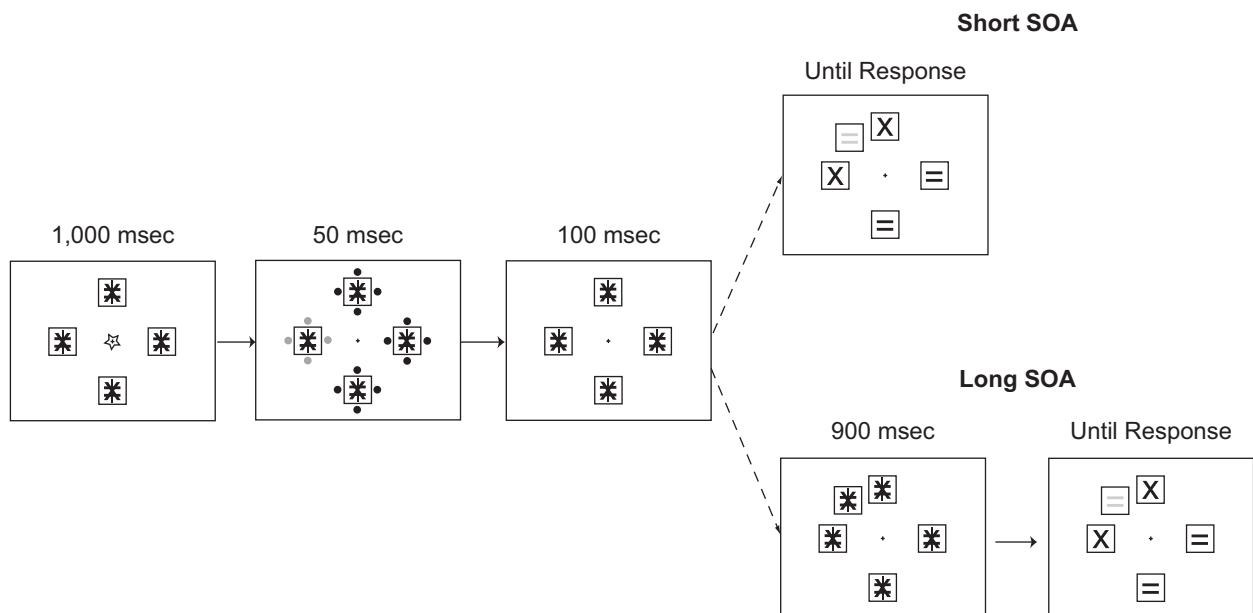 Short SOA
Until Response
X
=
X
=
=
1,000 msec
50 msec
100 msec
Long SOA
900 msec
Until Response
X
=
X
=
=